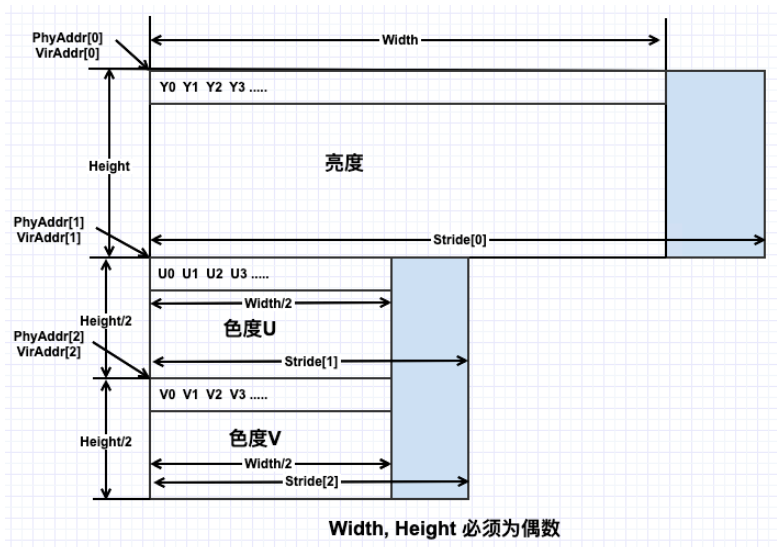 PhyAddr[0]
VirAddr[0]
Width
Y0 Y1 Y2 Y3 .....
Height
亮度
PhyAddr[1]
VirAddr[1]
Stride[0]
U0 U1 U2 U3 .....
Width/2
Height/2
色度U
PhyAddr[2]
VirAddr[2]
Stride[1]
V0 V1 V2 V3 .....
Height/2
色度V
Width/2
Stride[2]
Width, Height 必须为偶数